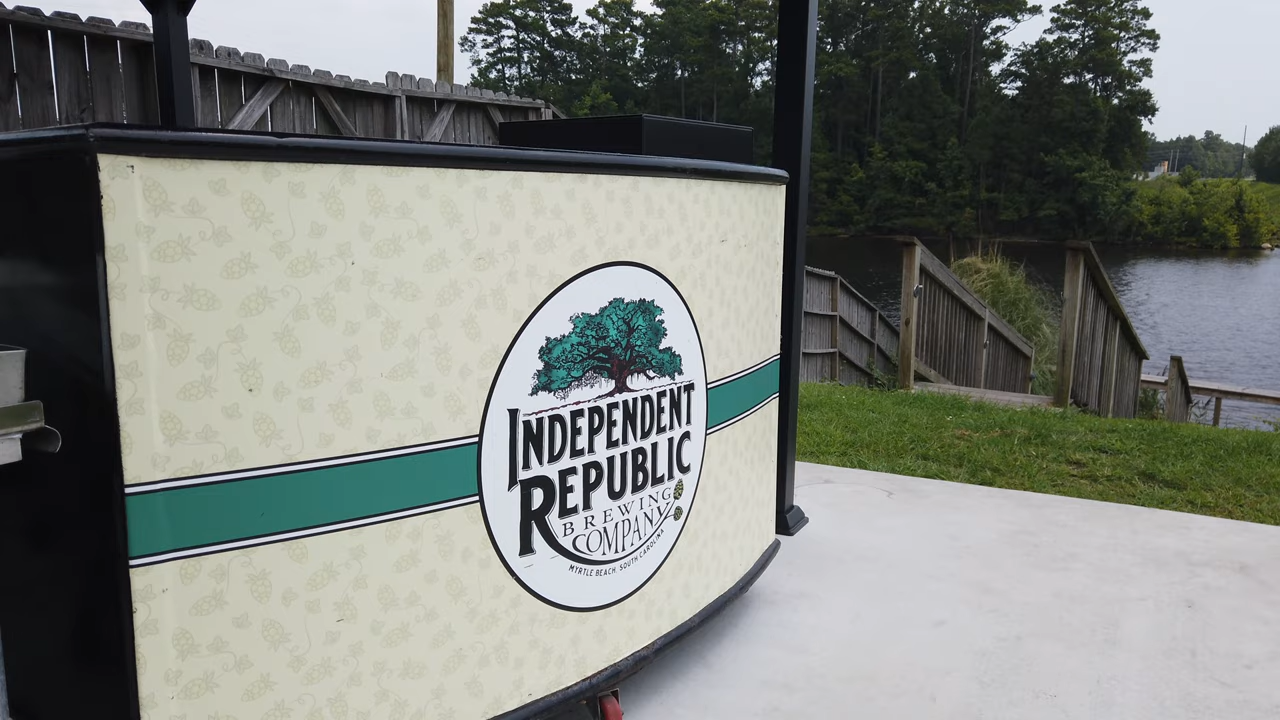 INDEPENDENT
REPUBLIC
BREWING
COMPANY
MYRTLE BEACH, SOUTH CAROLINA